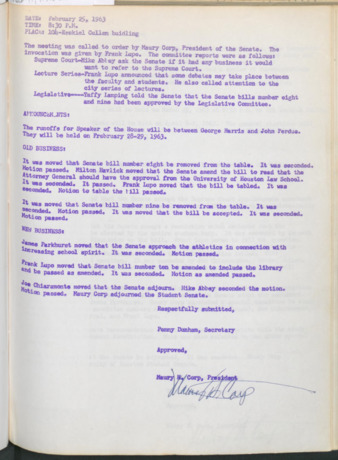 DATE: February 25, 1963
TIME: 8:30 P.M.
PLACE: 104-Ezekiel Cullen building
The meeting was called to order by Maury Corp, President of the Senate. The
invocation was given by Frank Lupo. The committee reports were as follows:
Supreme Court-Mike Abbey ask the Senate if it had any business it would
want to refer to the Supreme Court.
Lecture Series-Frank Lupo announced that some debates may take place between
the faculty and students. He also called attention to the
city series of lectures.
Legislative---Taffy Lamping told the Senate that the Senate bills number eight
and nine had been approved by the Legislative Committee.
ANNOUNCEMENTS:
The runoffs for Speaker of the House will be between George Harris and John Perdue.
They will be held on February 28-29, 1963.
OLD BUSINESS:
It was moved that Senate bill number eight be removed from the table. It was seconded.
Motion passed. Hilton Havlick moved that the Senate amend the bill to read that the
Attorney General should have the approval from the University of Houston Law School.
It was seconded. It passed. Frank Lupo moved that the bill be tabled. It was
seconded. Motion to table the bill passed.
It was moved that Senate bill number nine be removed from the table. It was
seconded. Motion passed. It was moved that the bill be accepted. It was seconded.
Motion passed.
NEW BUSINESS:
James Parkhurst moved that the Senate approach the athletics in connection with
increasing school spirit. It was seconded. Motion passed.
Frank Lupo moved that Senate bill number ten be amended to include the library
and be passed as amended. It was seconded. Motion as amended passed.
Joe Chiaramonte moved that the Senate adjourn. Mike Abbey seconded the motion.
Motion passed. Maury Corp adjourned the Student Senate.
Respectfully submitted,
Penny Dunham, Secretary
Approved,
Maury H. Corp, President
Maury H. Corp